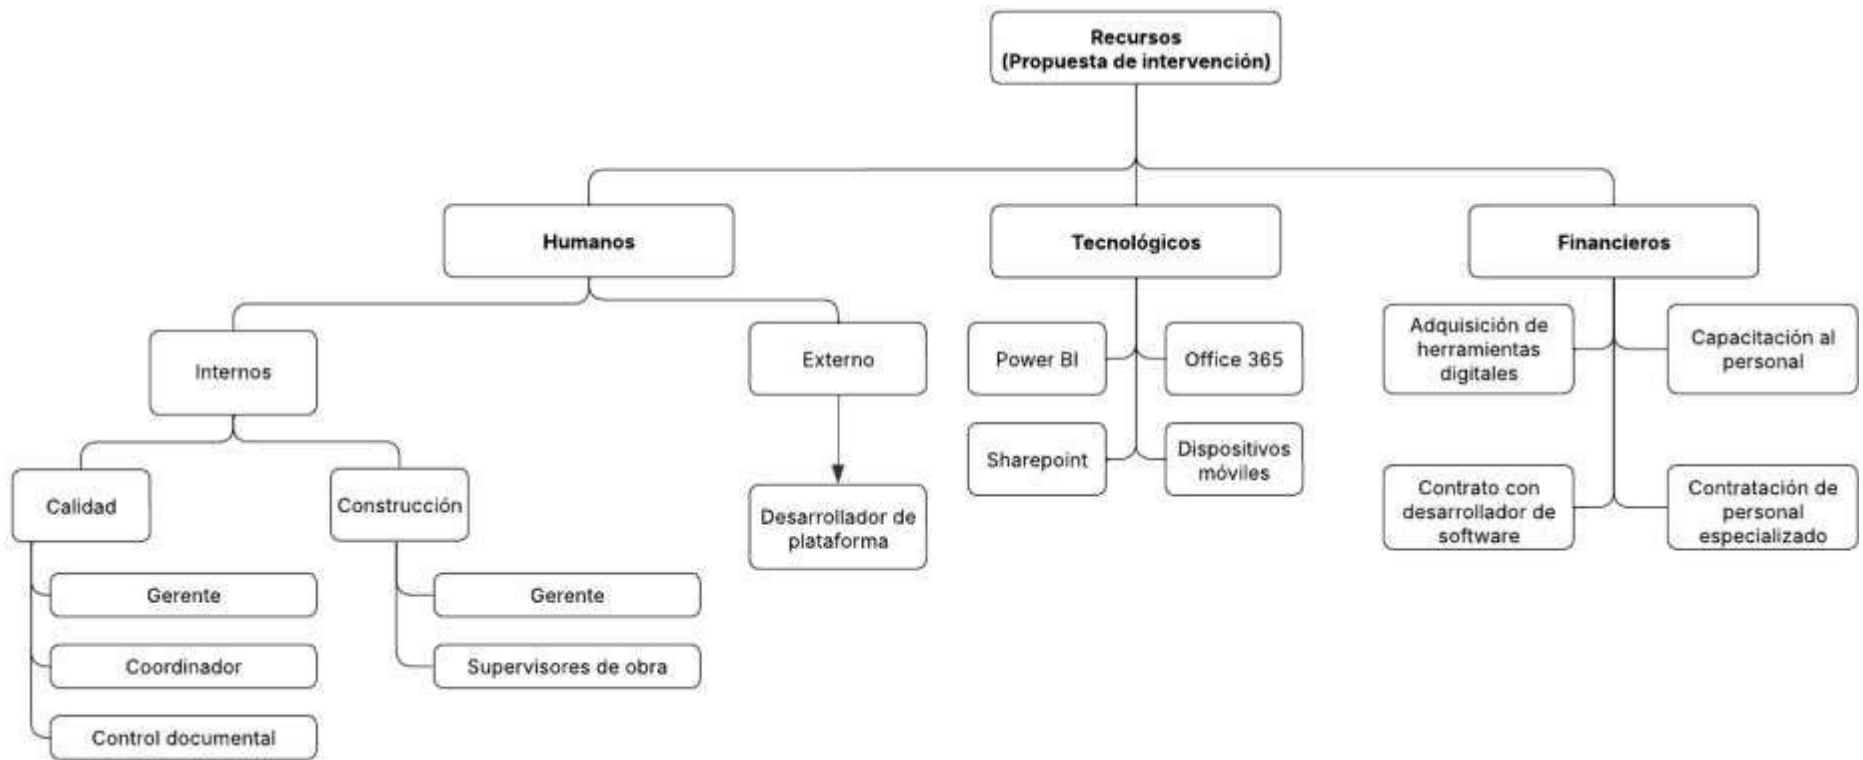 Recursos
(Propuesta de intervención)
Humanos
Tecnológicos
Financieros
Internos
Externo
Power BI
Office 365
Adquisición de
herramientas
digitales
Capacitación al
personal
Calidad
Construcción
Desarrollador de
plataforma
Sharepoint
Dispositivos
móviles
Contrato con
desarrollador de
software
Contratación de
personal
especializado
Gerente
Coordinador
Control documental
Gerente
Supervisores de obra